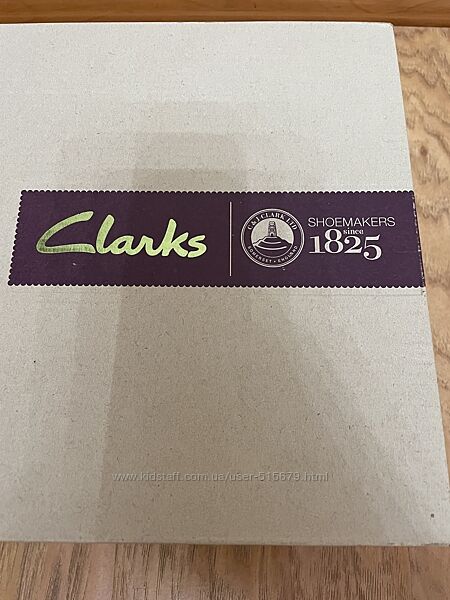 Clarks
C&J CLARK LTD
SOMERSET • ENGLAND
SHOEMAKERS
since
1825
www.kidstaff.com.ua/user-515679.html